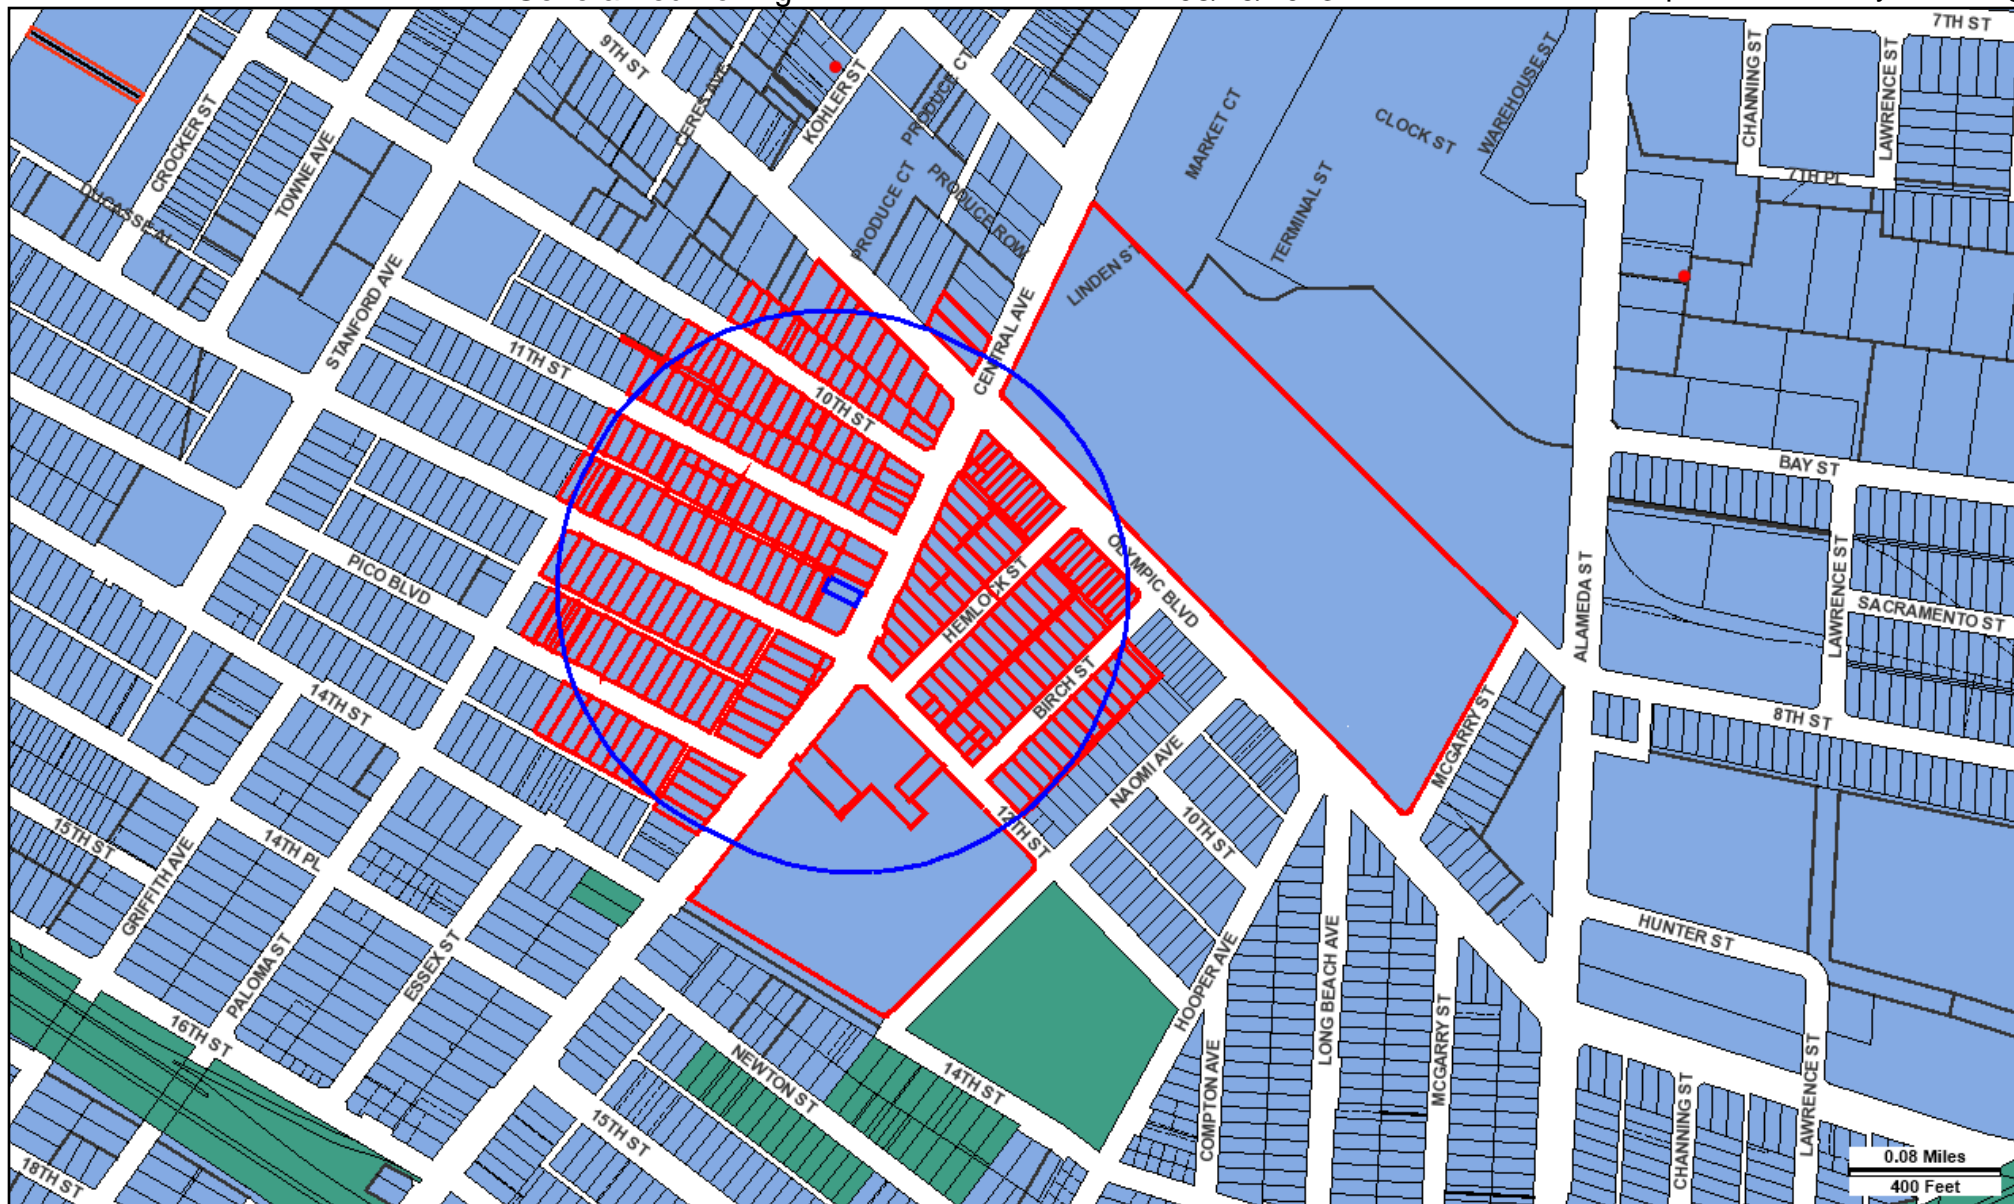 7TH ST
9TH ST
CERES AVE
KOHLER ST
PRODUCE CT
MARKET CT
CLOCK ST
WAREHOUSE ST
CHANNING ST
LAWRENCE ST
CROCKER ST
TOWNE AVE
DUCASSE AL
STANFORD AVE
PRODUCE CT
PRODUCE ROW
TERMINAL ST
7TH PL
LINDEN ST
CENTRAL AVE
11TH ST
10TH ST
BAY ST
PICO BLVD
HEMLOCK ST
OLYMPIC BLVD
ALAMEDA ST
LAWRENCE ST
SACRAMENTO ST
14TH ST
BIRCH ST
NAOMI AVE
MCGARRY ST
8TH ST
15TH ST
14TH PL
GRIFFITH AVE
12TH ST
10TH ST
PALOMA ST
ESSEX ST
HOOPER AVE
LONG BEACH AVE
HUNTER ST
16TH ST
NEWTON ST
14TH ST
COMPTON AVE
MCGARRY ST
CHANNING ST
LAWRENCE ST
15TH ST
18TH ST
0.08 Miles
400 Feet